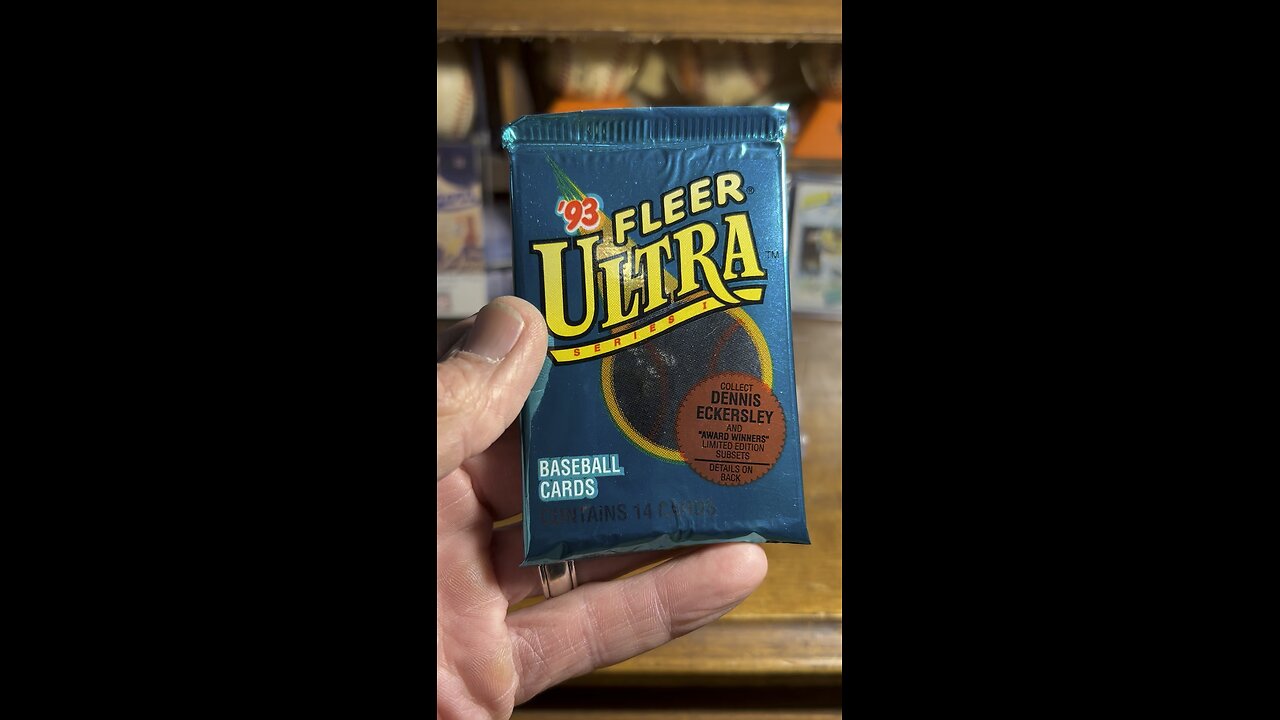 '93 FLEER®
ULTRA™
SERIES I
COLLECT
DENNIS
ECKERSLEY
AND
"AWARD WINNERS"
LIMITED EDITION
SUBSETS
DETAILS ON
BACK
BASEBALL
CARDS
CONTAINS 14 CARDS